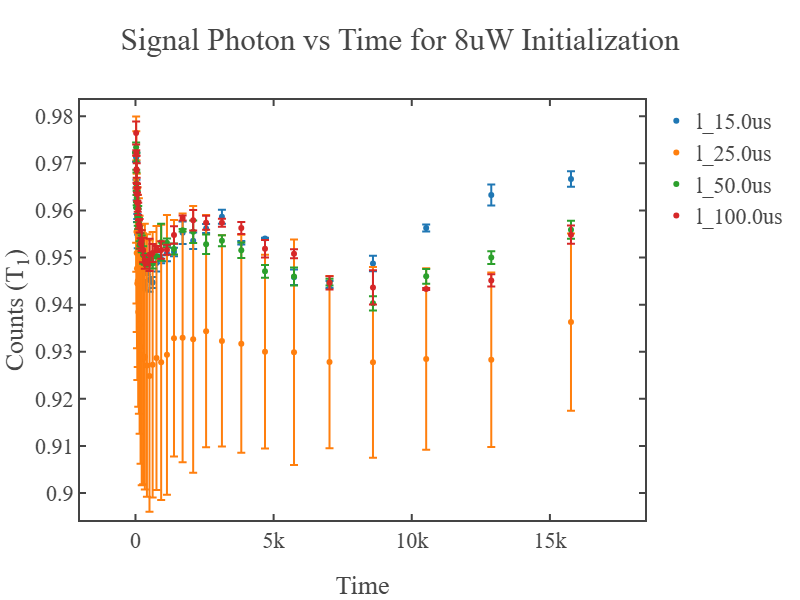 Signal Photon vs Time for 8uW Initialization
0.98
0.97
0.96
0.95
0.94
0.93
0.92
0.91
0.9
Counts (T1)
0
5k
10k
15k
Time
l_15.0us
l_25.0us
l_50.0us
l_100.0us